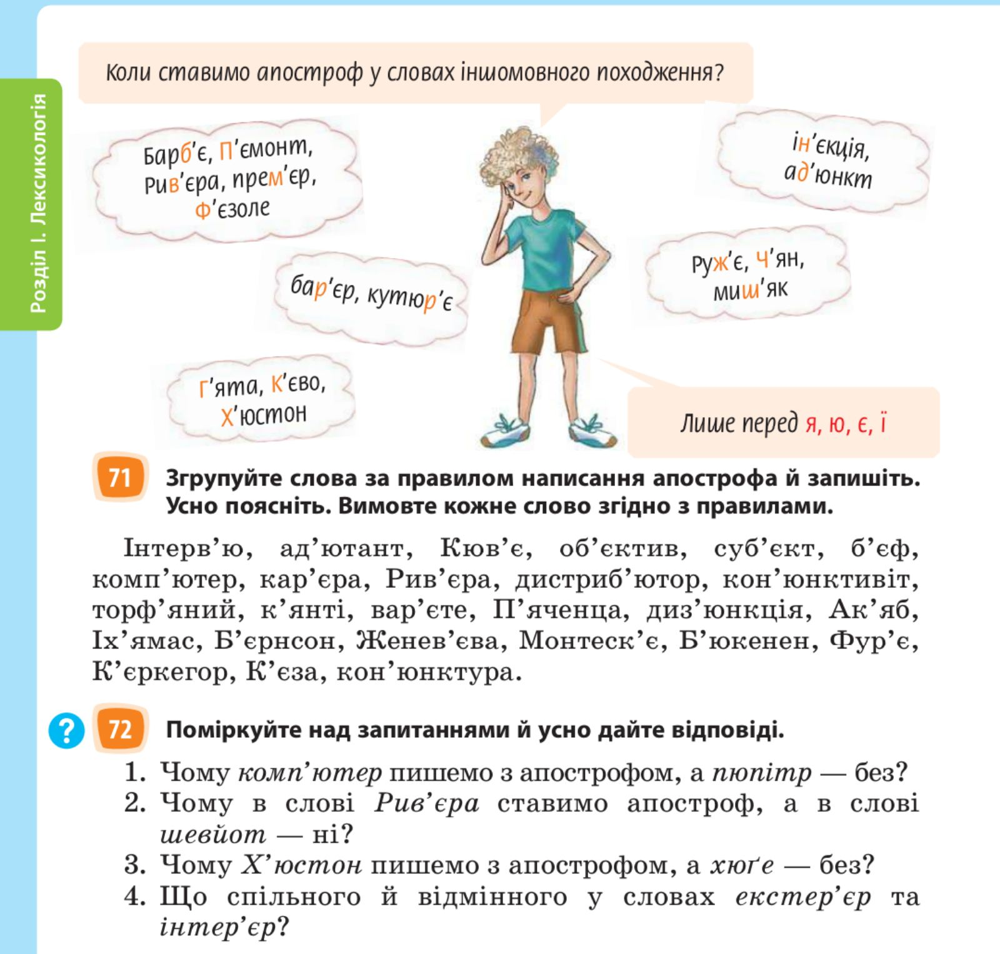 Розділ І. Лексикологія
Коли ставимо апостроф у словах іншомовного походження?
Барб’є, П’ємонт,
Рив’єра, прем’єр,
Ф’єзоле
ін’єкція,
ад’юнкт
бар’єр, кутюр’є
Руж’є, Ч’ян,
миш’як
Г’ята, К’єво,
Х’юстон
Лише перед я, ю, є, ї
71 Згрупуйте слова за правилом написання апострофа й запишіть.
Усно поясніть. Вимовте кожне слово згідно з правилами.
Інтерв’ю, ад’ютант, Кюв’є, об’єктив, суб’єкт, б’єф,
комп’ютер, кар’єра, Рив’єра, дистриб’ютор, кон’юнктивіт,
торф’яний, к’янті, вар’єте, П’яченца, диз’юнкція, Ак’яб,
Іх’ямас, Б’єрнсон, Женев’єва, Монтеск’є, Б’юкенен, Фур’є,
К’єркегор, К’єза, кон’юнктура.
? 72 Поміркуйте над запитаннями й усно дайте відповіді.
1. Чому комп’ютер пишемо з апострофом, а пюпітр — без?
2. Чому в слові Рив’єра ставимо апостроф, а в слові
шевйот — ні?
3. Чому Х’юстон пишемо з апострофом, а хюґе — без?
4. Що спільного й відмінного у словах екстер’єр та
інтер’єр?